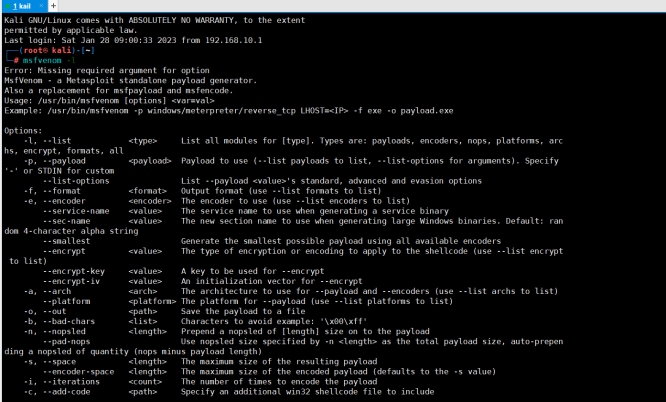 1 kail × +
Kali GNU/Linux comes with ABSOLUTELY NO WARRANTY, to the extent
permitted by applicable law.
Last login: Sat Jan 28 09:00:33 2023 from 192.168.10.1
┌──(root㉿kali)-[~]
└─# msfvenom -l
Error: Missing required argument for option
MsfVenom - a Metasploit standalone payload generator.
Also a replacement for msfpayload and msfencode.
Usage: /usr/bin/msfvenom [options] <var=val>
Example: /usr/bin/msfvenom -p windows/meterpreter/reverse_tcp LHOST=<IP> -f exe -o payload.exe
Options:
-l, --list <type> List all modules for [type]. Types are: payloads, encoders, nops, platforms, arc
hs, encrypt, formats, all
-p, --payload <payload> Payload to use (--list payloads to list, --list-options for arguments). Specify
'-' or STDIN for custom
--list-options List --payload <value>'s standard, advanced and evasion options
-f, --format <format> Output format (use --list formats to list)
-e, --encoder <encoder> The encoder to use (use --list encoders to list)
--service-name <value> The service name to use when generating a service binary
--sec-name <value> The new section name to use when generating large Windows binaries. Default: ran
dom 4-character alpha string
--smallest Generate the smallest possible payload using all available encoders
--encrypt <value> The type of encryption or encoding to apply to the shellcode (use --list encrypt
to list)
--encrypt-key <value> A key to be used for --encrypt
--encrypt-iv <value> An initialization vector for --encrypt
-a, --arch <arch> The architecture to use for --payload and --encoders (use --list archs to list)
--platform <platform> The platform for --payload (use --list platforms to list)
-o, --out <path> Save the payload to a file
-b, --bad-chars <list> Characters to avoid example: '\x00\xff'
-n, --nopsled <length> Prepend a nopsled of [length] size on to the payload
--pad-nops Use nopsled size specified by -n <length> as the total payload size, auto-prepen
ding a nopsled of quantity (nops minus payload length)
-s, --space <length> The maximum size of the resulting payload
--encoder-space <length> The maximum size of the encoded payload (defaults to the -s value)
-i, --iterations <count> The number of times to encode the payload
-c, --add-code <path> Specify an additional win32 shellcode file to include